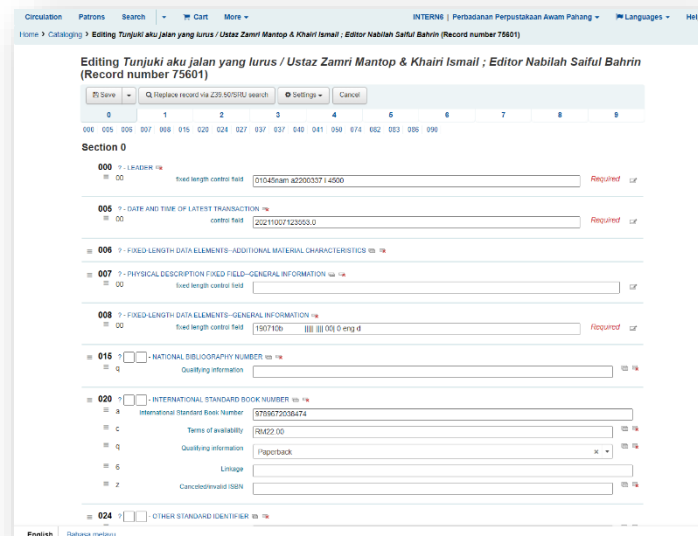 Circulation Patrons Search Cart More INTERN6 | Perbadanan Perpustakaan Awam Pahang Languages Hel
Home > Cataloging > Editing Tunjuki aku jalan yang lurus / Ustaz Zamri Mantop & Khairi Ismail ; Editor Nabilah Saiful Bahrin (Record number 75601)
Editing Tunjuki aku jalan yang lurus / Ustaz Zamri Mantop & Khairi Ismail ; Editor Nabilah Saiful Bahrin
(Record number 75601)
Save Replace record via Z39.50/SRU search Settings Cancel
0 1 2 3 4 5 6 7 8 9
000 005 006 007 008 015 020 024 027 037 037 040 041 050 074 082 083 086 090
Section 0
000 ? - LEADER
00 fixed length control field 01045nam a2200337 i 4500 Required
005 ? - DATE AND TIME OF LATEST TRANSACTION
00 control field 20211007123553.0 Required
006 ? - FIXED-LENGTH DATA ELEMENTS--ADDITIONAL MATERIAL CHARACTERISTICS
007 ? - PHYSICAL DESCRIPTION FIXED FIELD--GENERAL INFORMATION
00 fixed length control field
008 ? - FIXED-LENGTH DATA ELEMENTS--GENERAL INFORMATION
00 fixed length control field 190710b ||||| |||| 00| 0 eng d Required
015 ? - NATIONAL BIBLIOGRAPHY NUMBER
q Qualifying information
020 ? - INTERNATIONAL STANDARD BOOK NUMBER
a International Standard Book Number 9789672038474
c Terms of availability RM22.00
q Qualifying information Paperback x
6 Linkage
z Canceled/invalid ISBN
024 ? - OTHER STANDARD IDENTIFIER
English Bahasa melayu